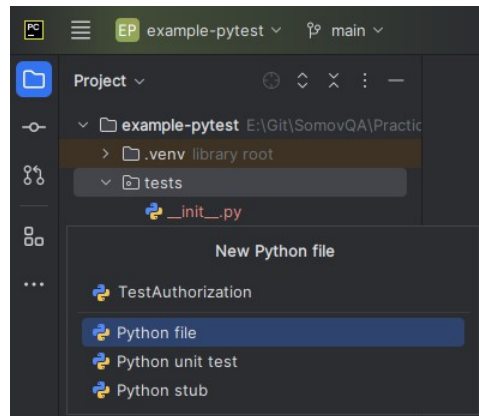 PC
EP example-pytest main
Project
example-pytest E:\Git\SomovQA\Practic
.venv library root
tests
__init__.py
New Python file
TestAuthorization
Python file
Python unit test
Python stub